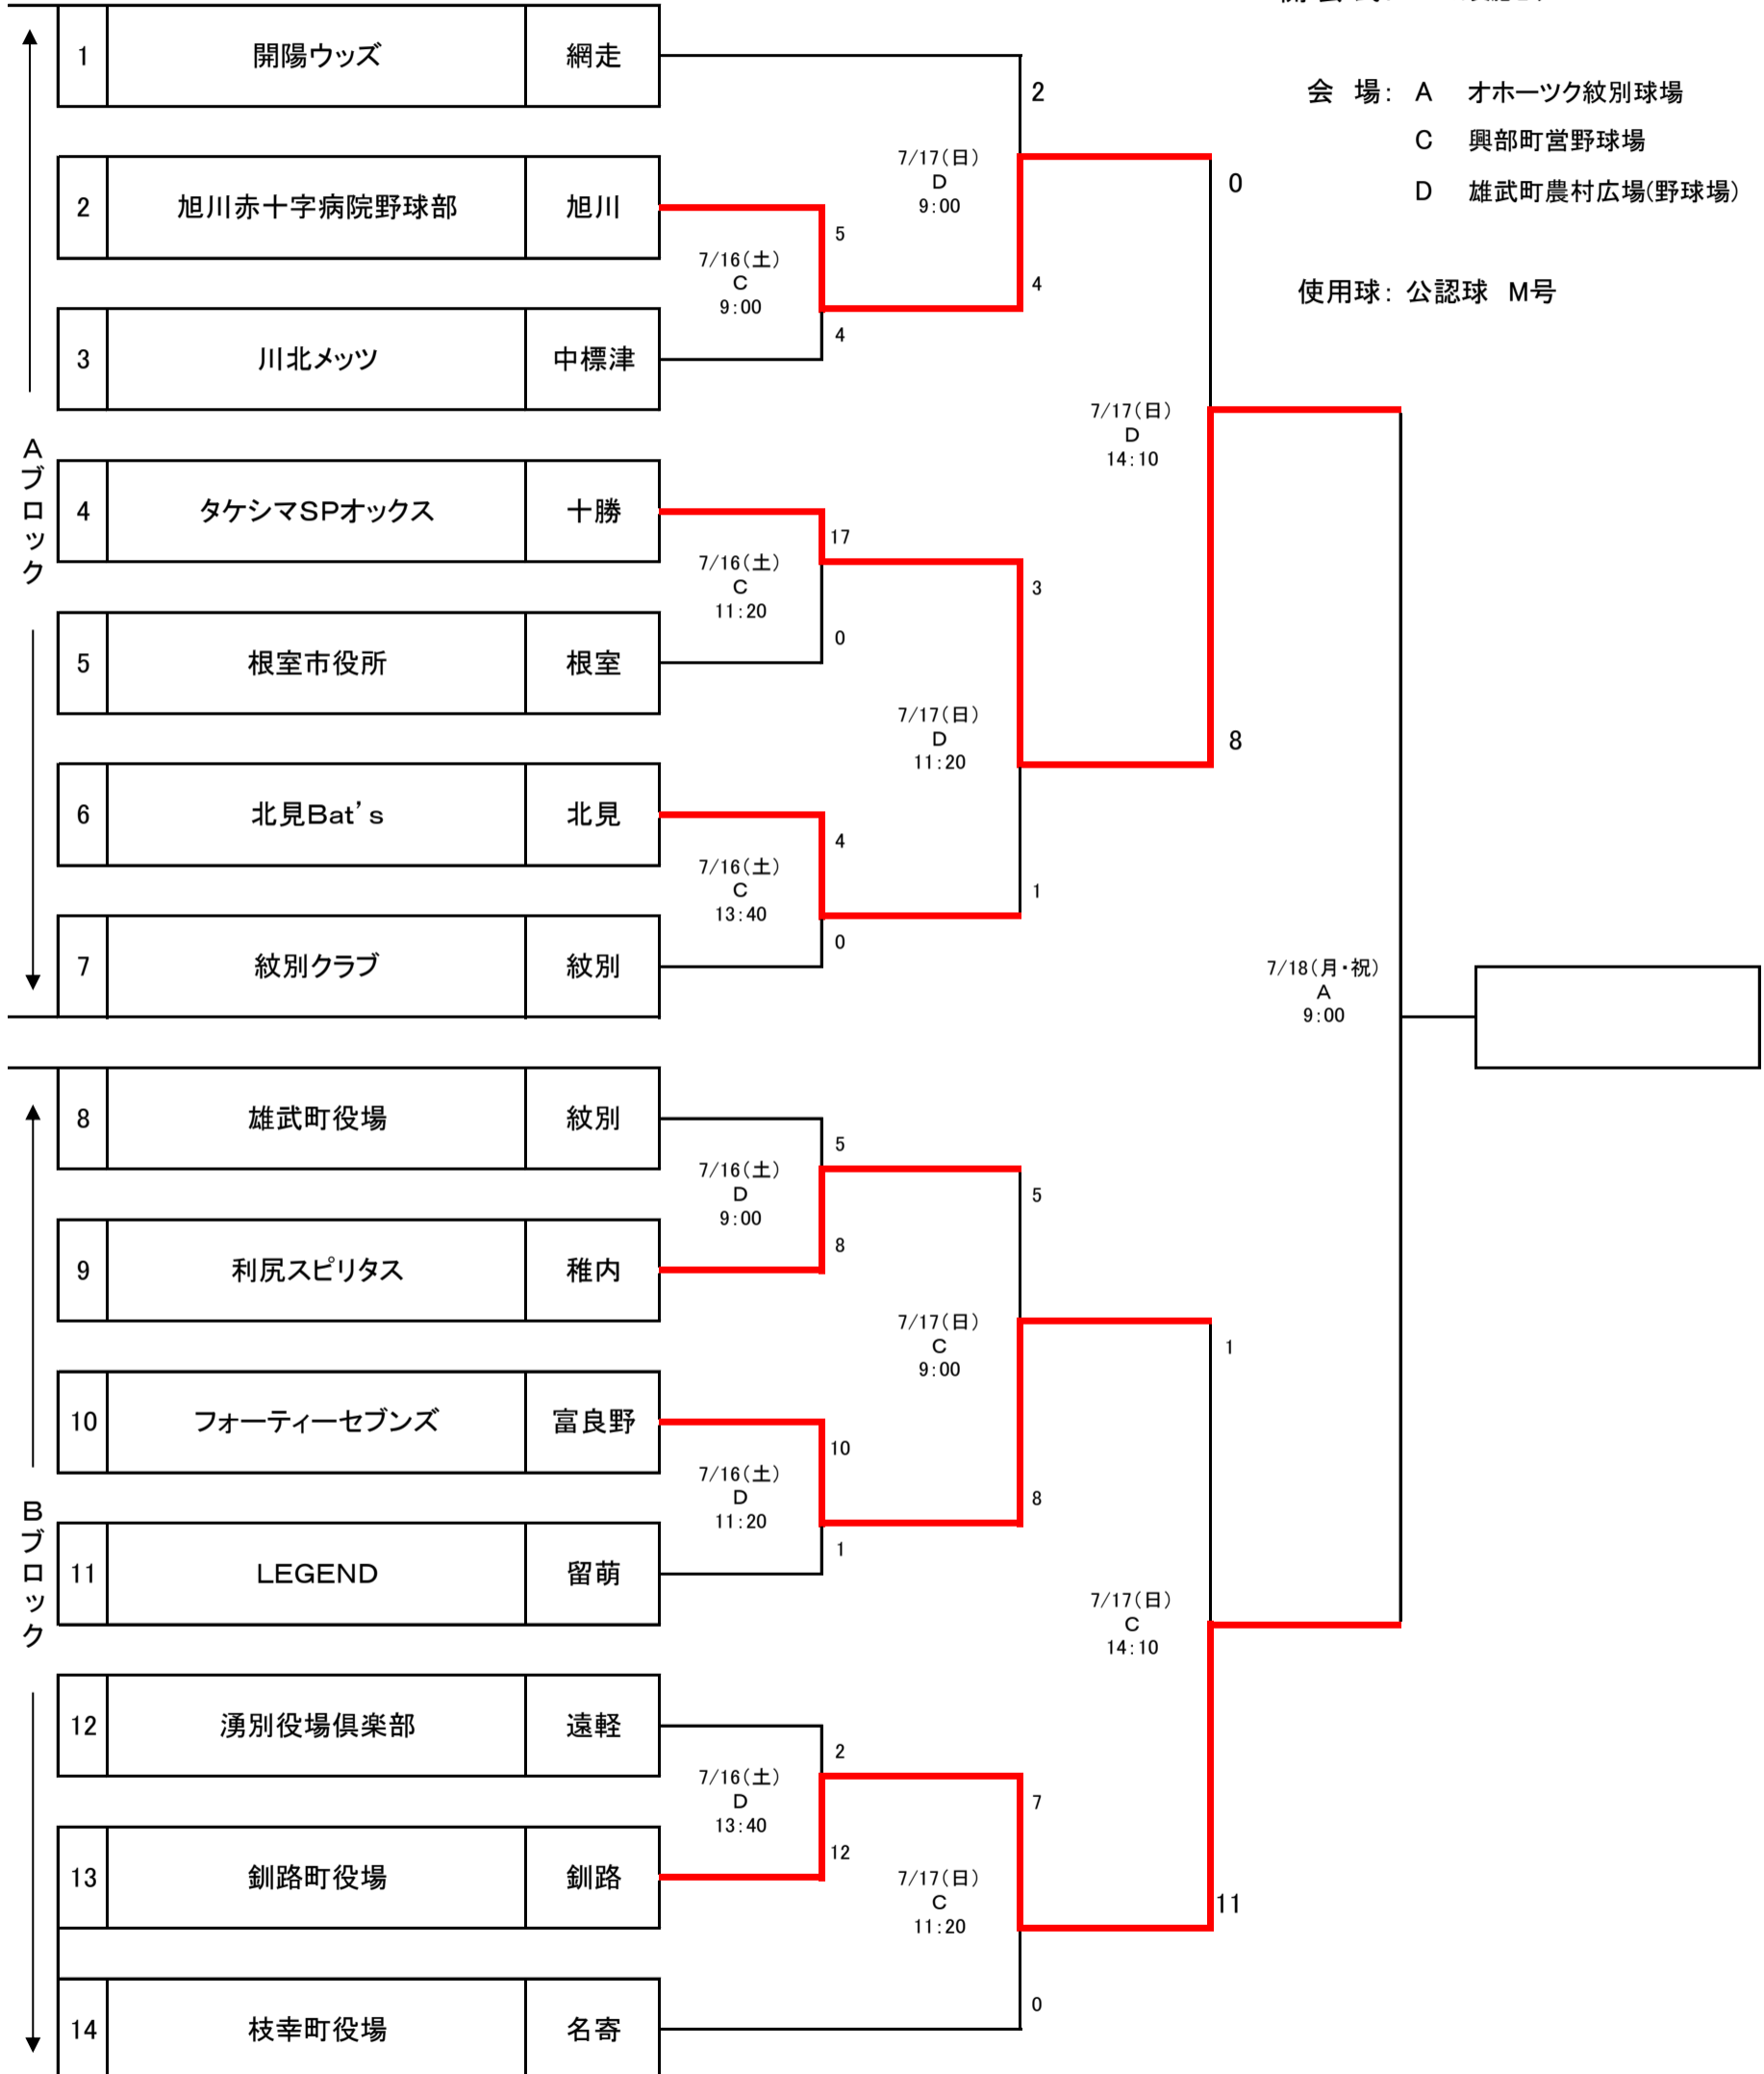 会 場： A オホーツク紋別球場
C 興部町営野球場
D 雄武町農村広場(野球場)
使用球： 公認球 M号
Aブロック
1 開陽ウッズ 網走
2 旭川赤十字病院野球部 旭川
3 川北メッツ 中標津
4 タケシマSPオックス 十勝
5 根室市役所 根室
6 北見Bat's 北見
7 紋別クラブ 紋別
Bブロック
8 雄武町役場 紋別
9 利尻スピリタス 稚内
10 フォーティーセブンズ 富良野
11 LEGEND 留萌
12 湧別役場倶楽部 遠軽
13 釧路町役場 釧路
14 枝幸町役場 名寄
7/16(土)
C
9:00
5
4
7/16(土)
C
11:20
17
0
7/16(土)
C
13:40
4
0
7/16(土)
D
9:00
5
8
7/16(土)
D
11:20
10
1
7/16(土)
D
13:40
2
12
7/17(日)
D
9:00
2
4
7/17(日)
D
11:20
3
1
7/17(日)
C
9:00
5
8
7/17(日)
C
11:20
7
0
7/17(日)
D
14:10
0
8
7/17(日)
C
14:10
1
11
7/18(月・祝)
A
9:00